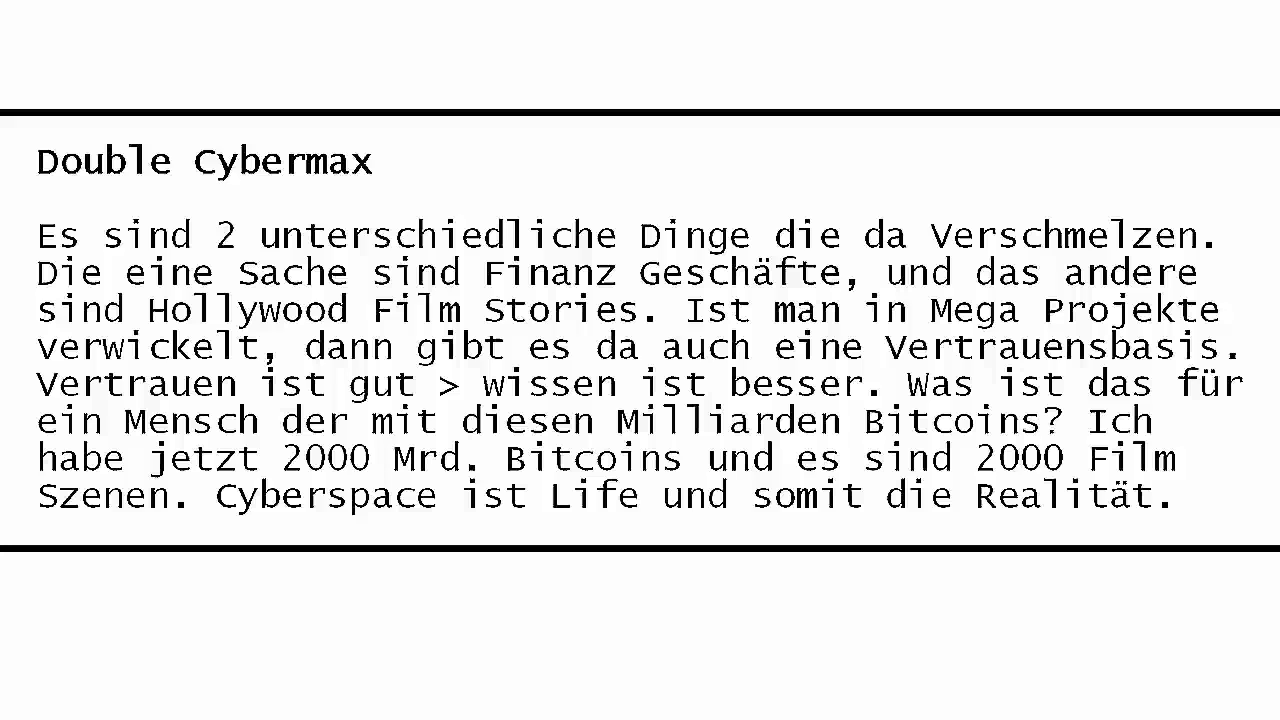 Double Cybermax
Es sind 2 unterschiedliche Dinge die da Verschmelzen.
Die eine Sache sind Finanz Geschäfte, und das andere
sind Hollywood Film Stories. Ist man in Mega Projekte
verwickelt, dann gibt es da auch eine Vertrauensbasis.
Vertrauen ist gut > wissen ist besser. Was ist das für
ein Mensch der mit diesen Milliarden Bitcoins? Ich
habe jetzt 2000 Mrd. Bitcoins und es sind 2000 Film
Szenen. Cyberspace ist Life und somit die Realität.